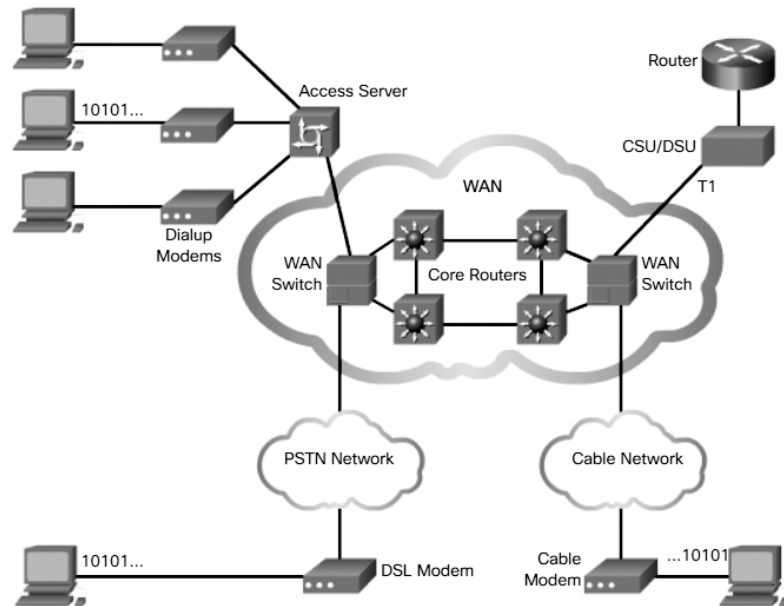 Router
Access Server
10101...
CSU/DSU
WAN
T1
Dialup
Modems
WAN
Switch
Core Routers
WAN
Switch
PSTN Network
Cable Network
10101...
DSL Modem
Cable
Modem
...10101